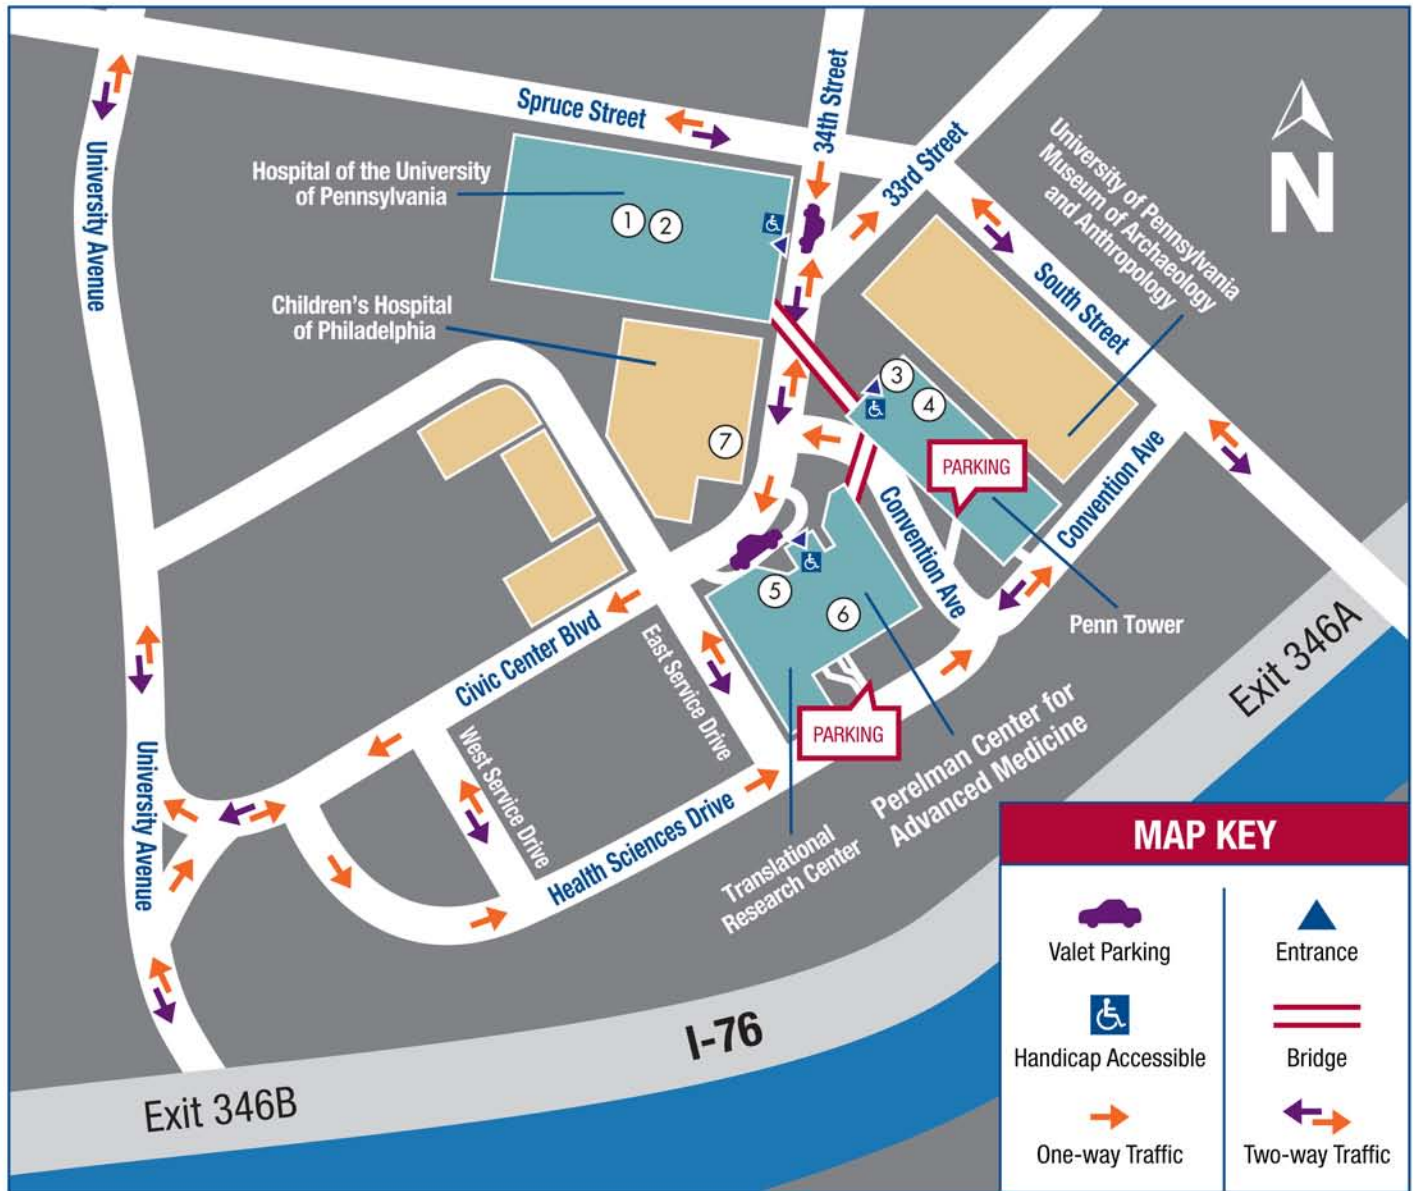 Spruce Street
34th Street
33rd Street
University of Pennsylvania
Museum of Archaeology
and Anthropology
N
University Avenue
Hospital of the University
of Pennsylvania
1
2
South Street
Children's Hospital
of Philadelphia
3
4
7
PARKING
Convention Ave
Convention Ave
5
6
Penn Tower
Exit 346A
Civic Center Blvd
East Service Drive
West Service Drive
PARKING
University Avenue
Health Sciences Drive
Perelman Center for
Advanced Medicine
Translational
Research Center
I-76
Exit 346B
MAP KEY
Valet Parking
Entrance
Handicap Accessible
Bridge
One-way Traffic
Two-way Traffic